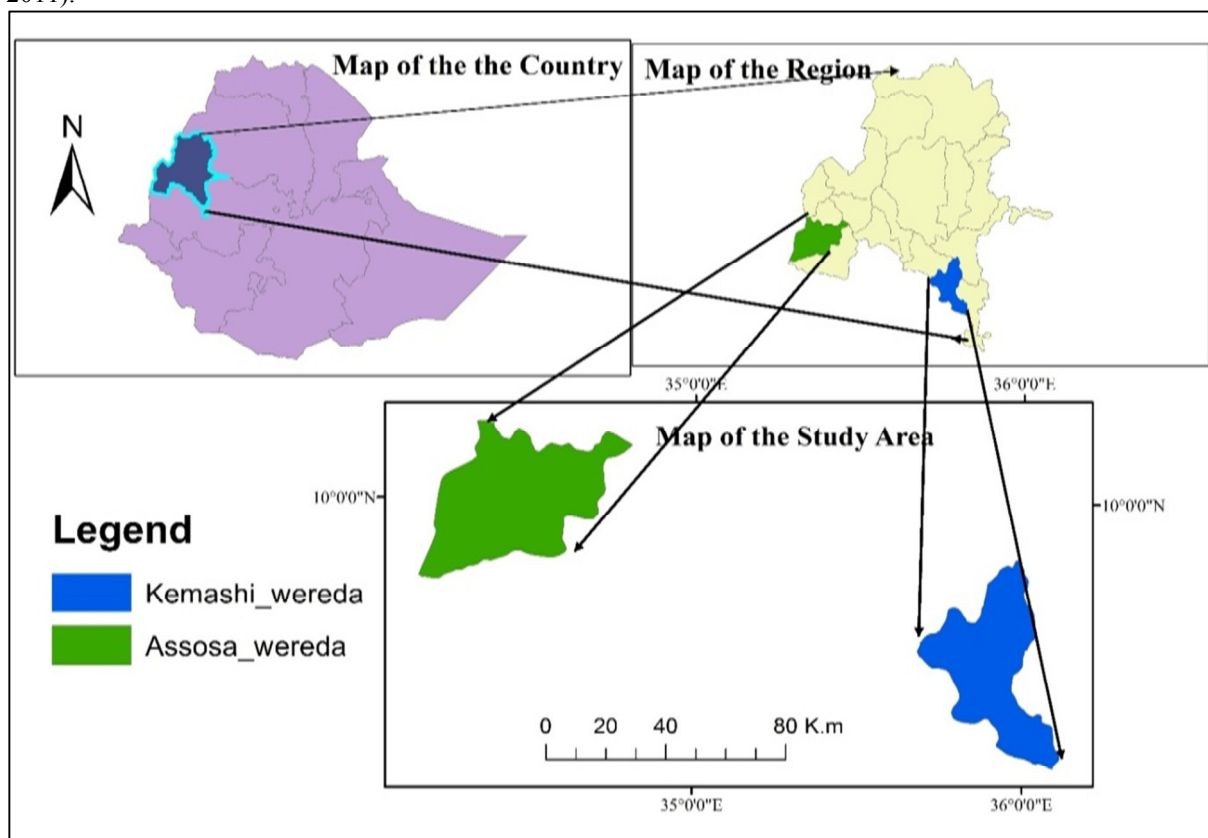 2011).
Map of the the Country
Map of the Region
N
35°0'0"E
36°0'0"E
Map of the Study Area
10°0'0"N
10°0'0"N
Legend
Kemashi_wereda
Assosa_wereda
0 20 40 80 K.m
35°0'0"E
36°0'0"E